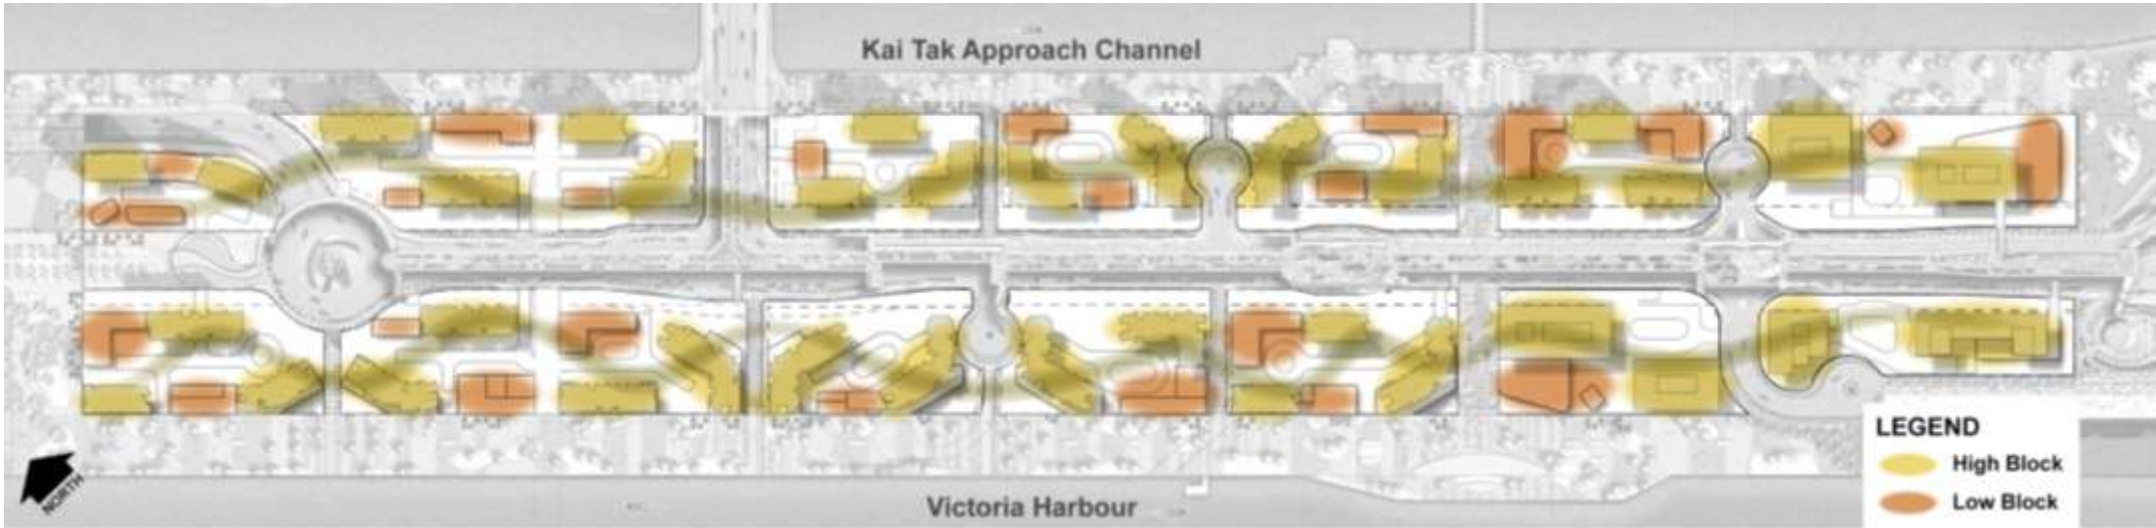 Kai Tak Approach Channel
LEGEND
High Block
Low Block
NORTH
Victoria Harbour